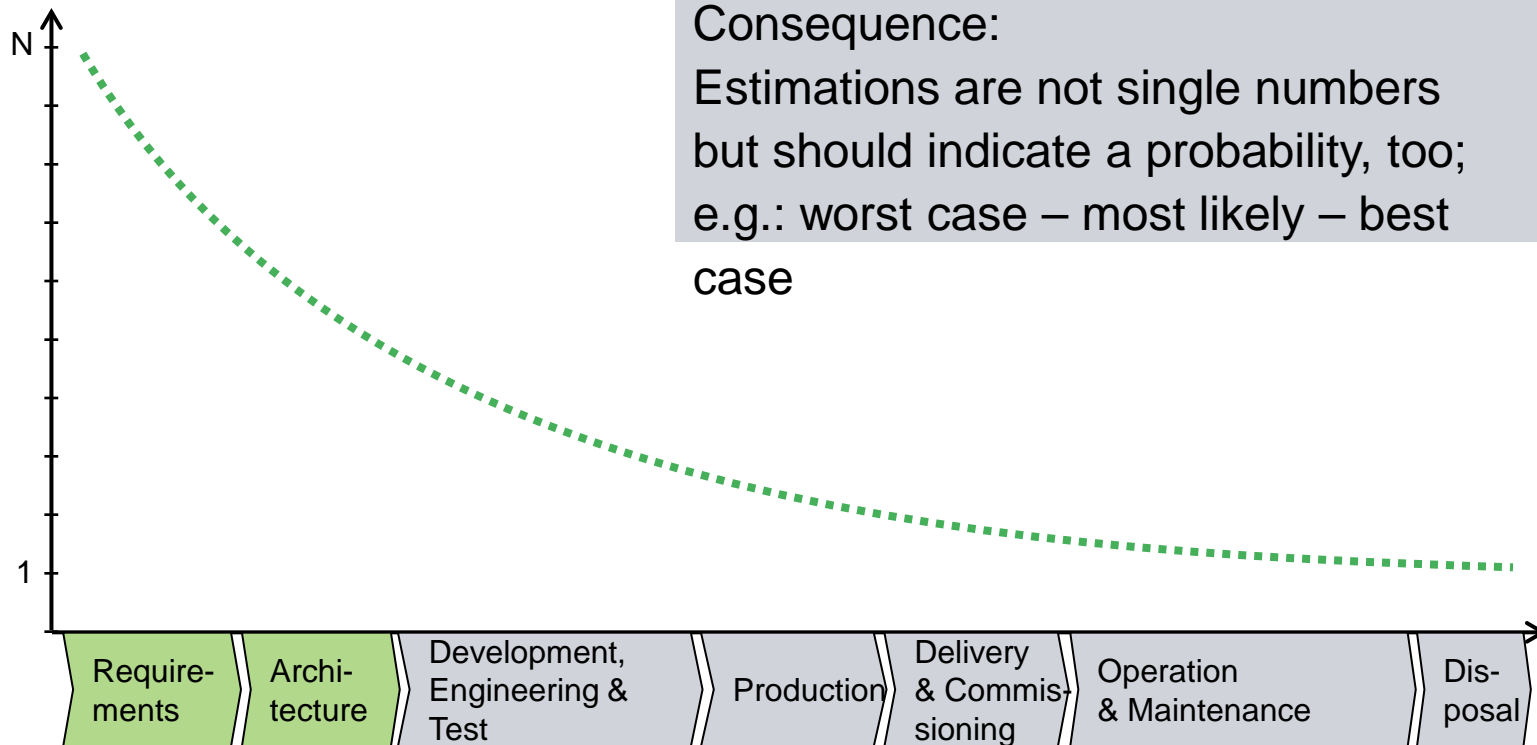 N
Consequence:
Estimations are not single numbers
but should indicate a probability, too;
e.g.: worst case – most likely – best
case
1
Require-
ments
Archi-
tecture
Development,
Engineering &
Test
Production
Delivery
& Commis-
sioning
Operation
& Maintenance
Dis-
posal